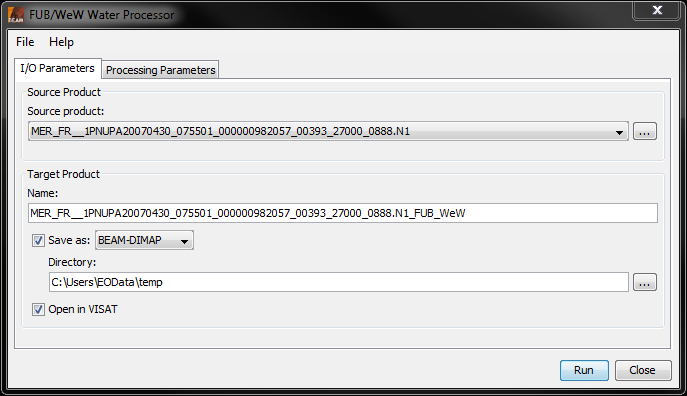 BEAM FUB/WeW Water Processor
File Help
I/O Parameters Processing Parameters
Source Product
Source product:
MER_FR__1PNUPA20070430_075501_000000982057_00393_27000_0888.N1 ...
Target Product
Name:
MER_FR__1PNUPA20070430_075501_000000982057_00393_27000_0888.N1_FUB_WeW
Save as: BEAM-DIMAP
Directory:
C:\Users\EOData\temp ...
Open in VISAT
Run Close